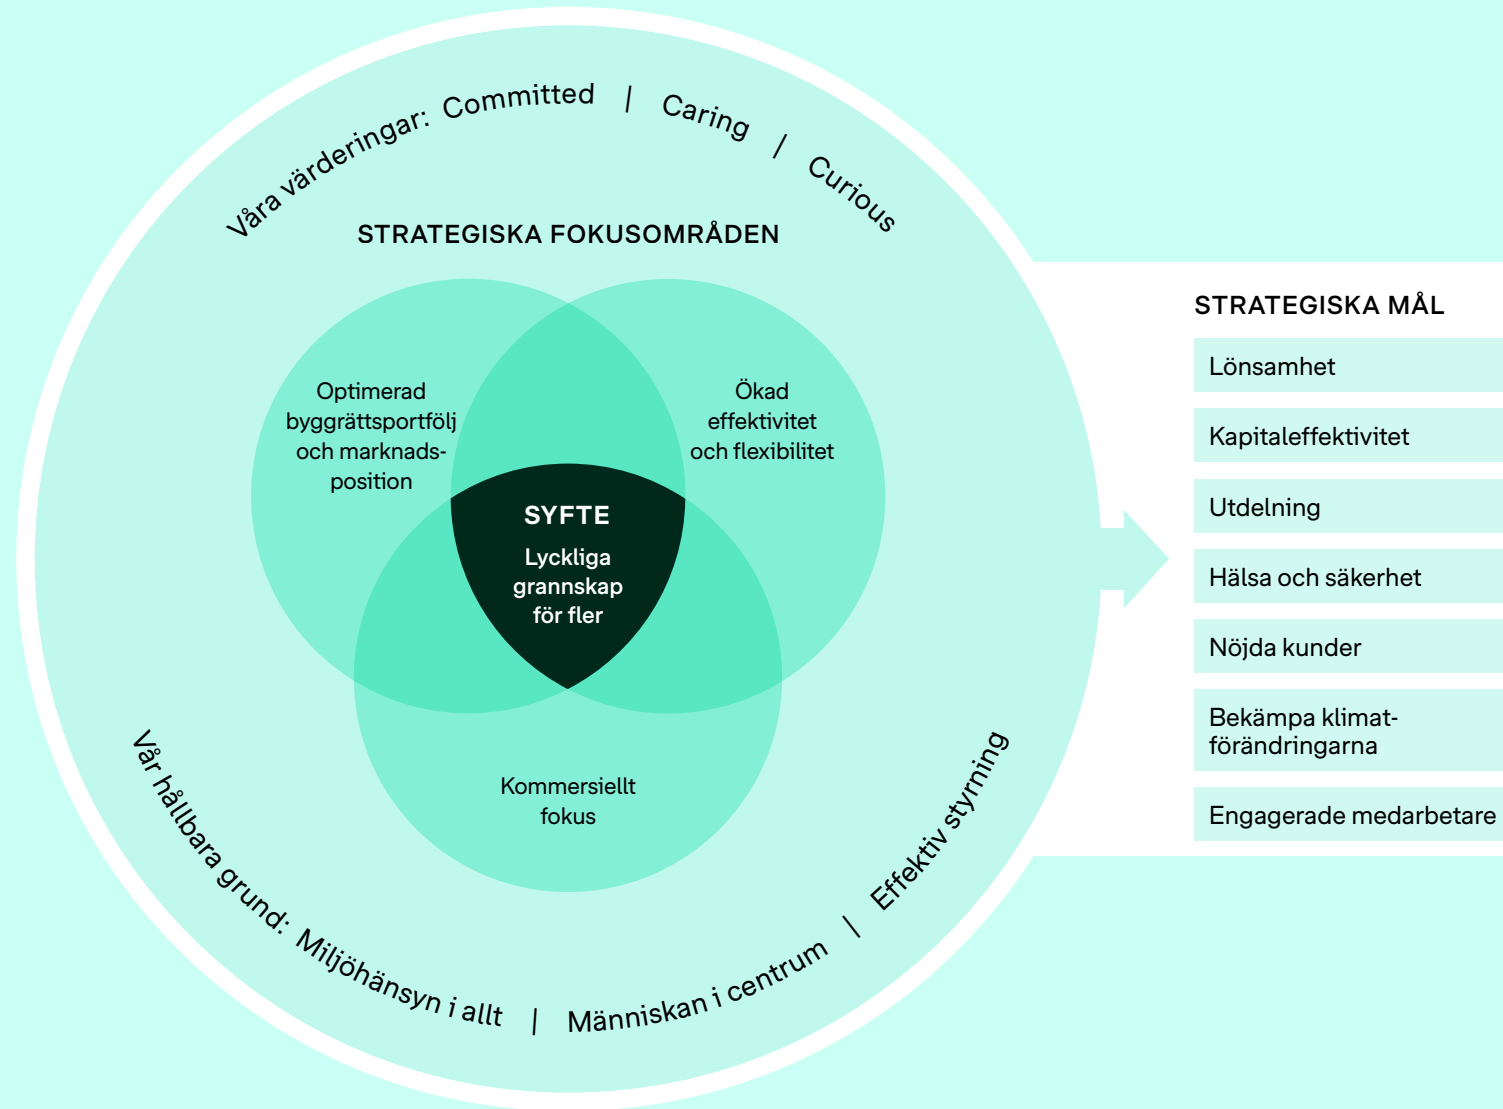 Våra värderingar: Committed | Caring | Curious
STRATEGISKA FOKUSOMRÅDEN
Optimerad
byggrättsportfölj
och marknads-
position
Ökad
effektivitet
och flexibilitet
SYFTE
Lyckliga
grannskap
för fler
Kommersiellt
fokus
Vår hållbara grund: Miljöhänsyn i allt | Människan i centrum | Effektiv styrning
STRATEGISKA MÅL
Lönsamhet
Kapitaleffektivitet
Utdelning
Hälsa och säkerhet
Nöjda kunder
Bekämpa klimat-
förändringarna
Engagerade medarbetare